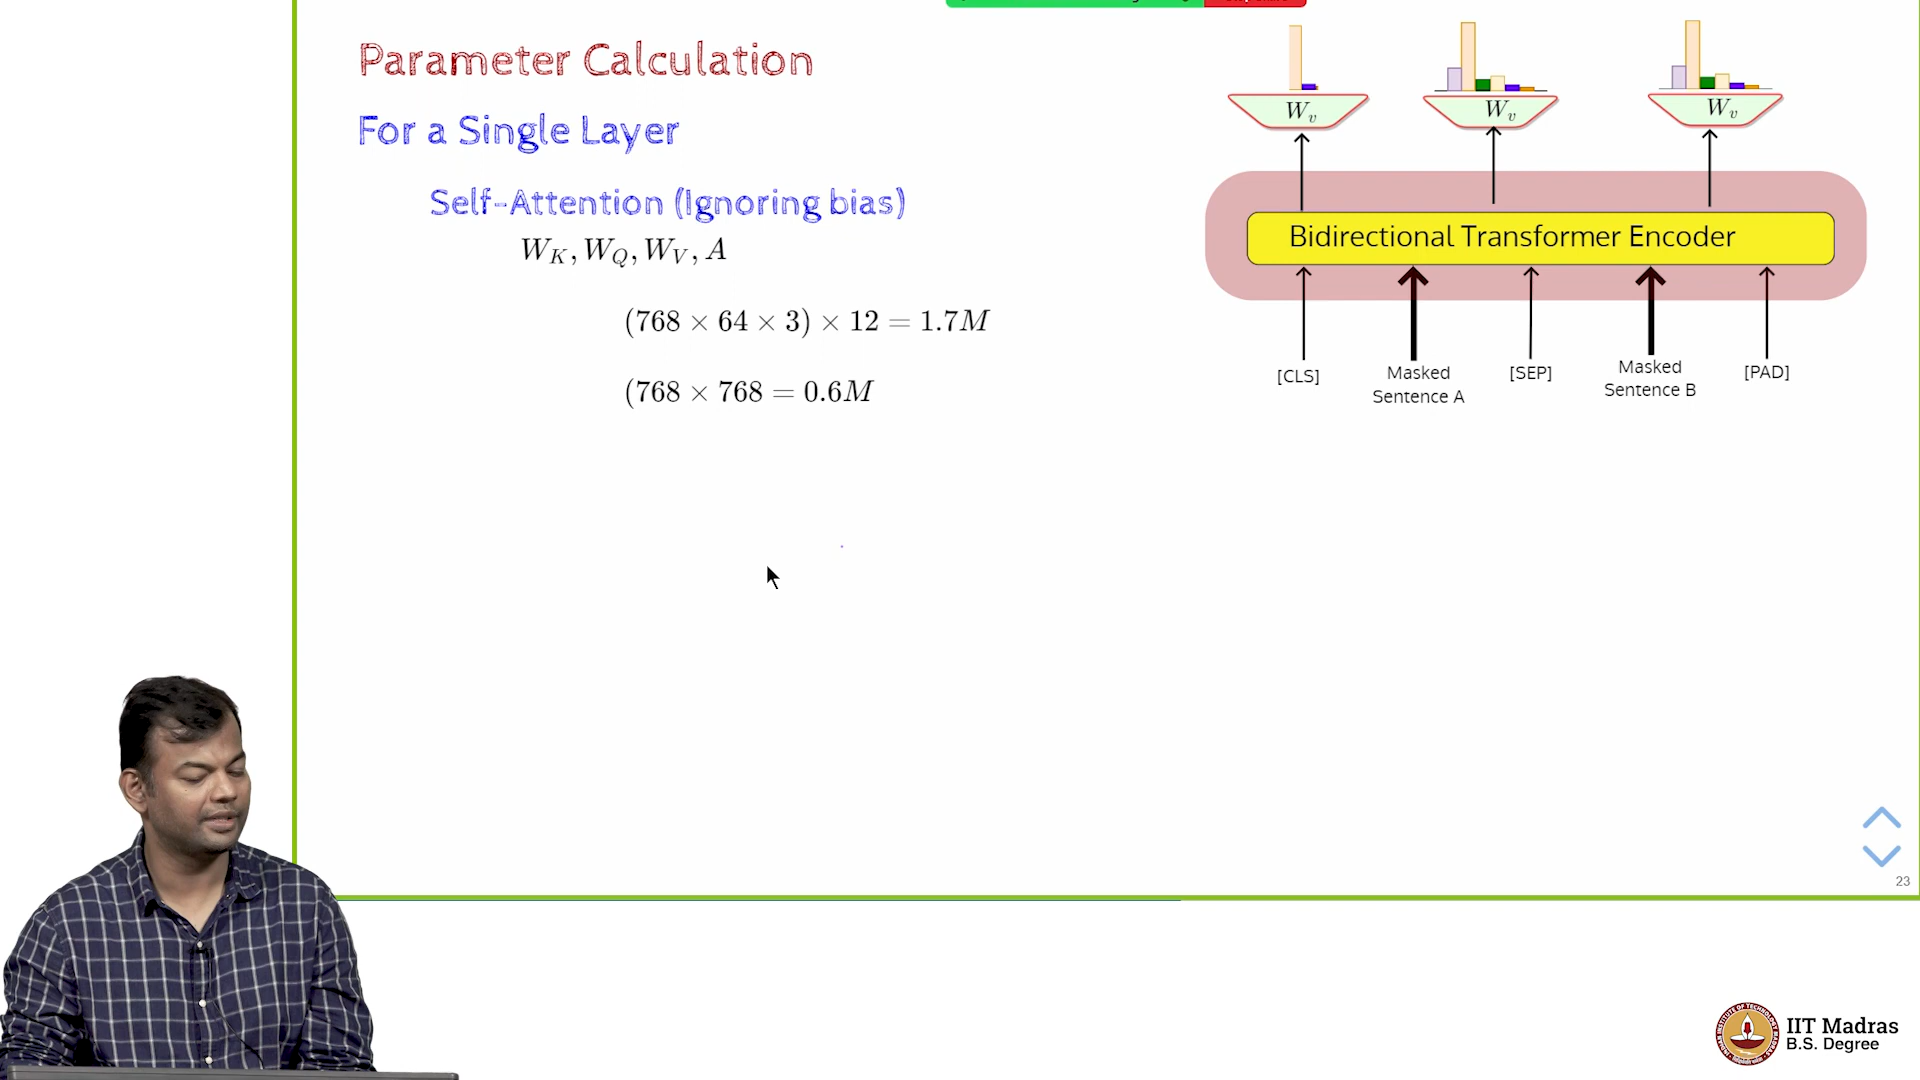 Parameter Calculation
For a Single Layer
Self-Attention (Ignoring bias)
W_K, W_Q, W_V, A
(768 × 64 × 3) × 12 = 1.7M
(768 × 768 = 0.6M
W_v
W_v
W_v
Bidirectional Transformer Encoder
[CLS]
Masked
Sentence A
[SEP]
Masked
Sentence B
[PAD]
23
IIT Madras
B.S. Degree